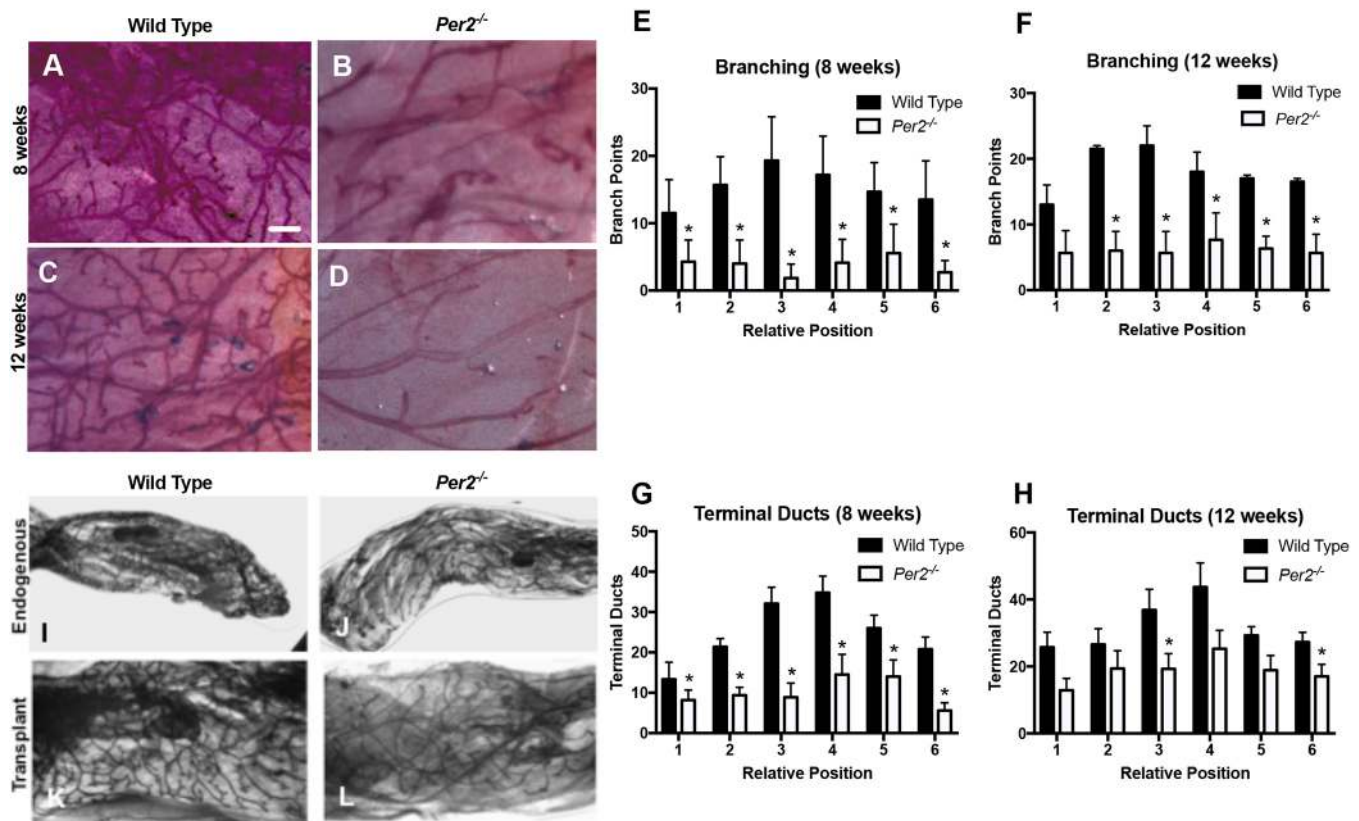 Wild Type
Per2-/-
8 weeks
A
B
12 weeks
C
D
E
Branching (8 weeks)
Wild Type
Per2-/-
Branch Points
30
20
10
0
1 2 3 4 5 6
* * * * * *
Relative Position
F
Branching (12 weeks)
Wild Type
Per2-/-
Branch Points
30
20
10
0
1 2 3 4 5 6
* * * * *
Relative Position
Wild Type
Per2-/-
Endogenous
I
J
Transplant
K
L
G
Terminal Ducts (8 weeks)
Wild Type
Per2-/-
Terminal Ducts
50
40
30
20
10
0
1 2 3 4 5 6
* * * * * *
Relative Position
H
Terminal Ducts (12 weeks)
Wild Type
Per2-/-
Terminal Ducts
60
40
20
0
1 2 3 4 5 6
* *
Relative Position